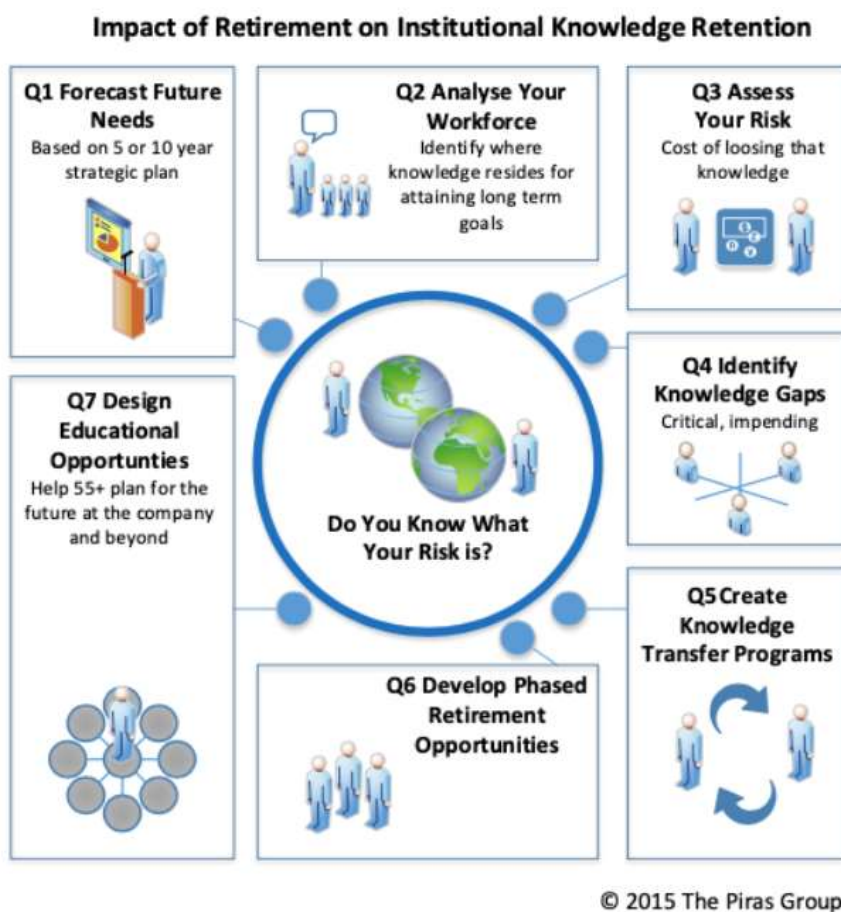 Impact of Retirement on Institutional Knowledge Retention
Q1 Forecast Future
Needs
Based on 5 or 10 year
strategic plan
Q2 Analyse Your
Workforce
Identify where
knowledge resides for
attaining long term
goals
Q3 Assess
Your Risk
Cost of loosing that
knowledge
Q4 Identify
Knowledge Gaps
Critical, impending
Q5 Create
Knowledge
Transfer Programs
Q6 Develop Phased
Retirement
Opportunities
Q7 Design
Educational
Opportunties
Help 55+ plan for the
future at the company
and beyond
Do You Know What
Your Risk is?
© 2015 The Piras Group